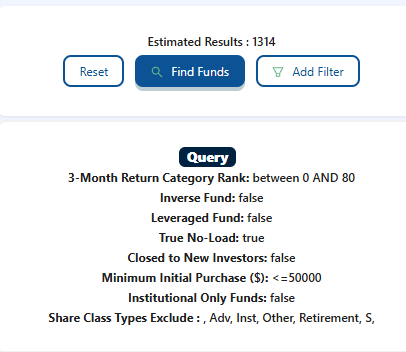 Estimated Results : 1314
Reset Find Funds Add Filter
Query
3-Month Return Category Rank: between 0 AND 80
Inverse Fund: false
Leveraged Fund: false
True No-Load: true
Closed to New Investors: false
Minimum Initial Purchase ($): <=50000
Institutional Only Funds: false
Share Class Types Exclude : , Adv, Inst, Other, Retirement, S,